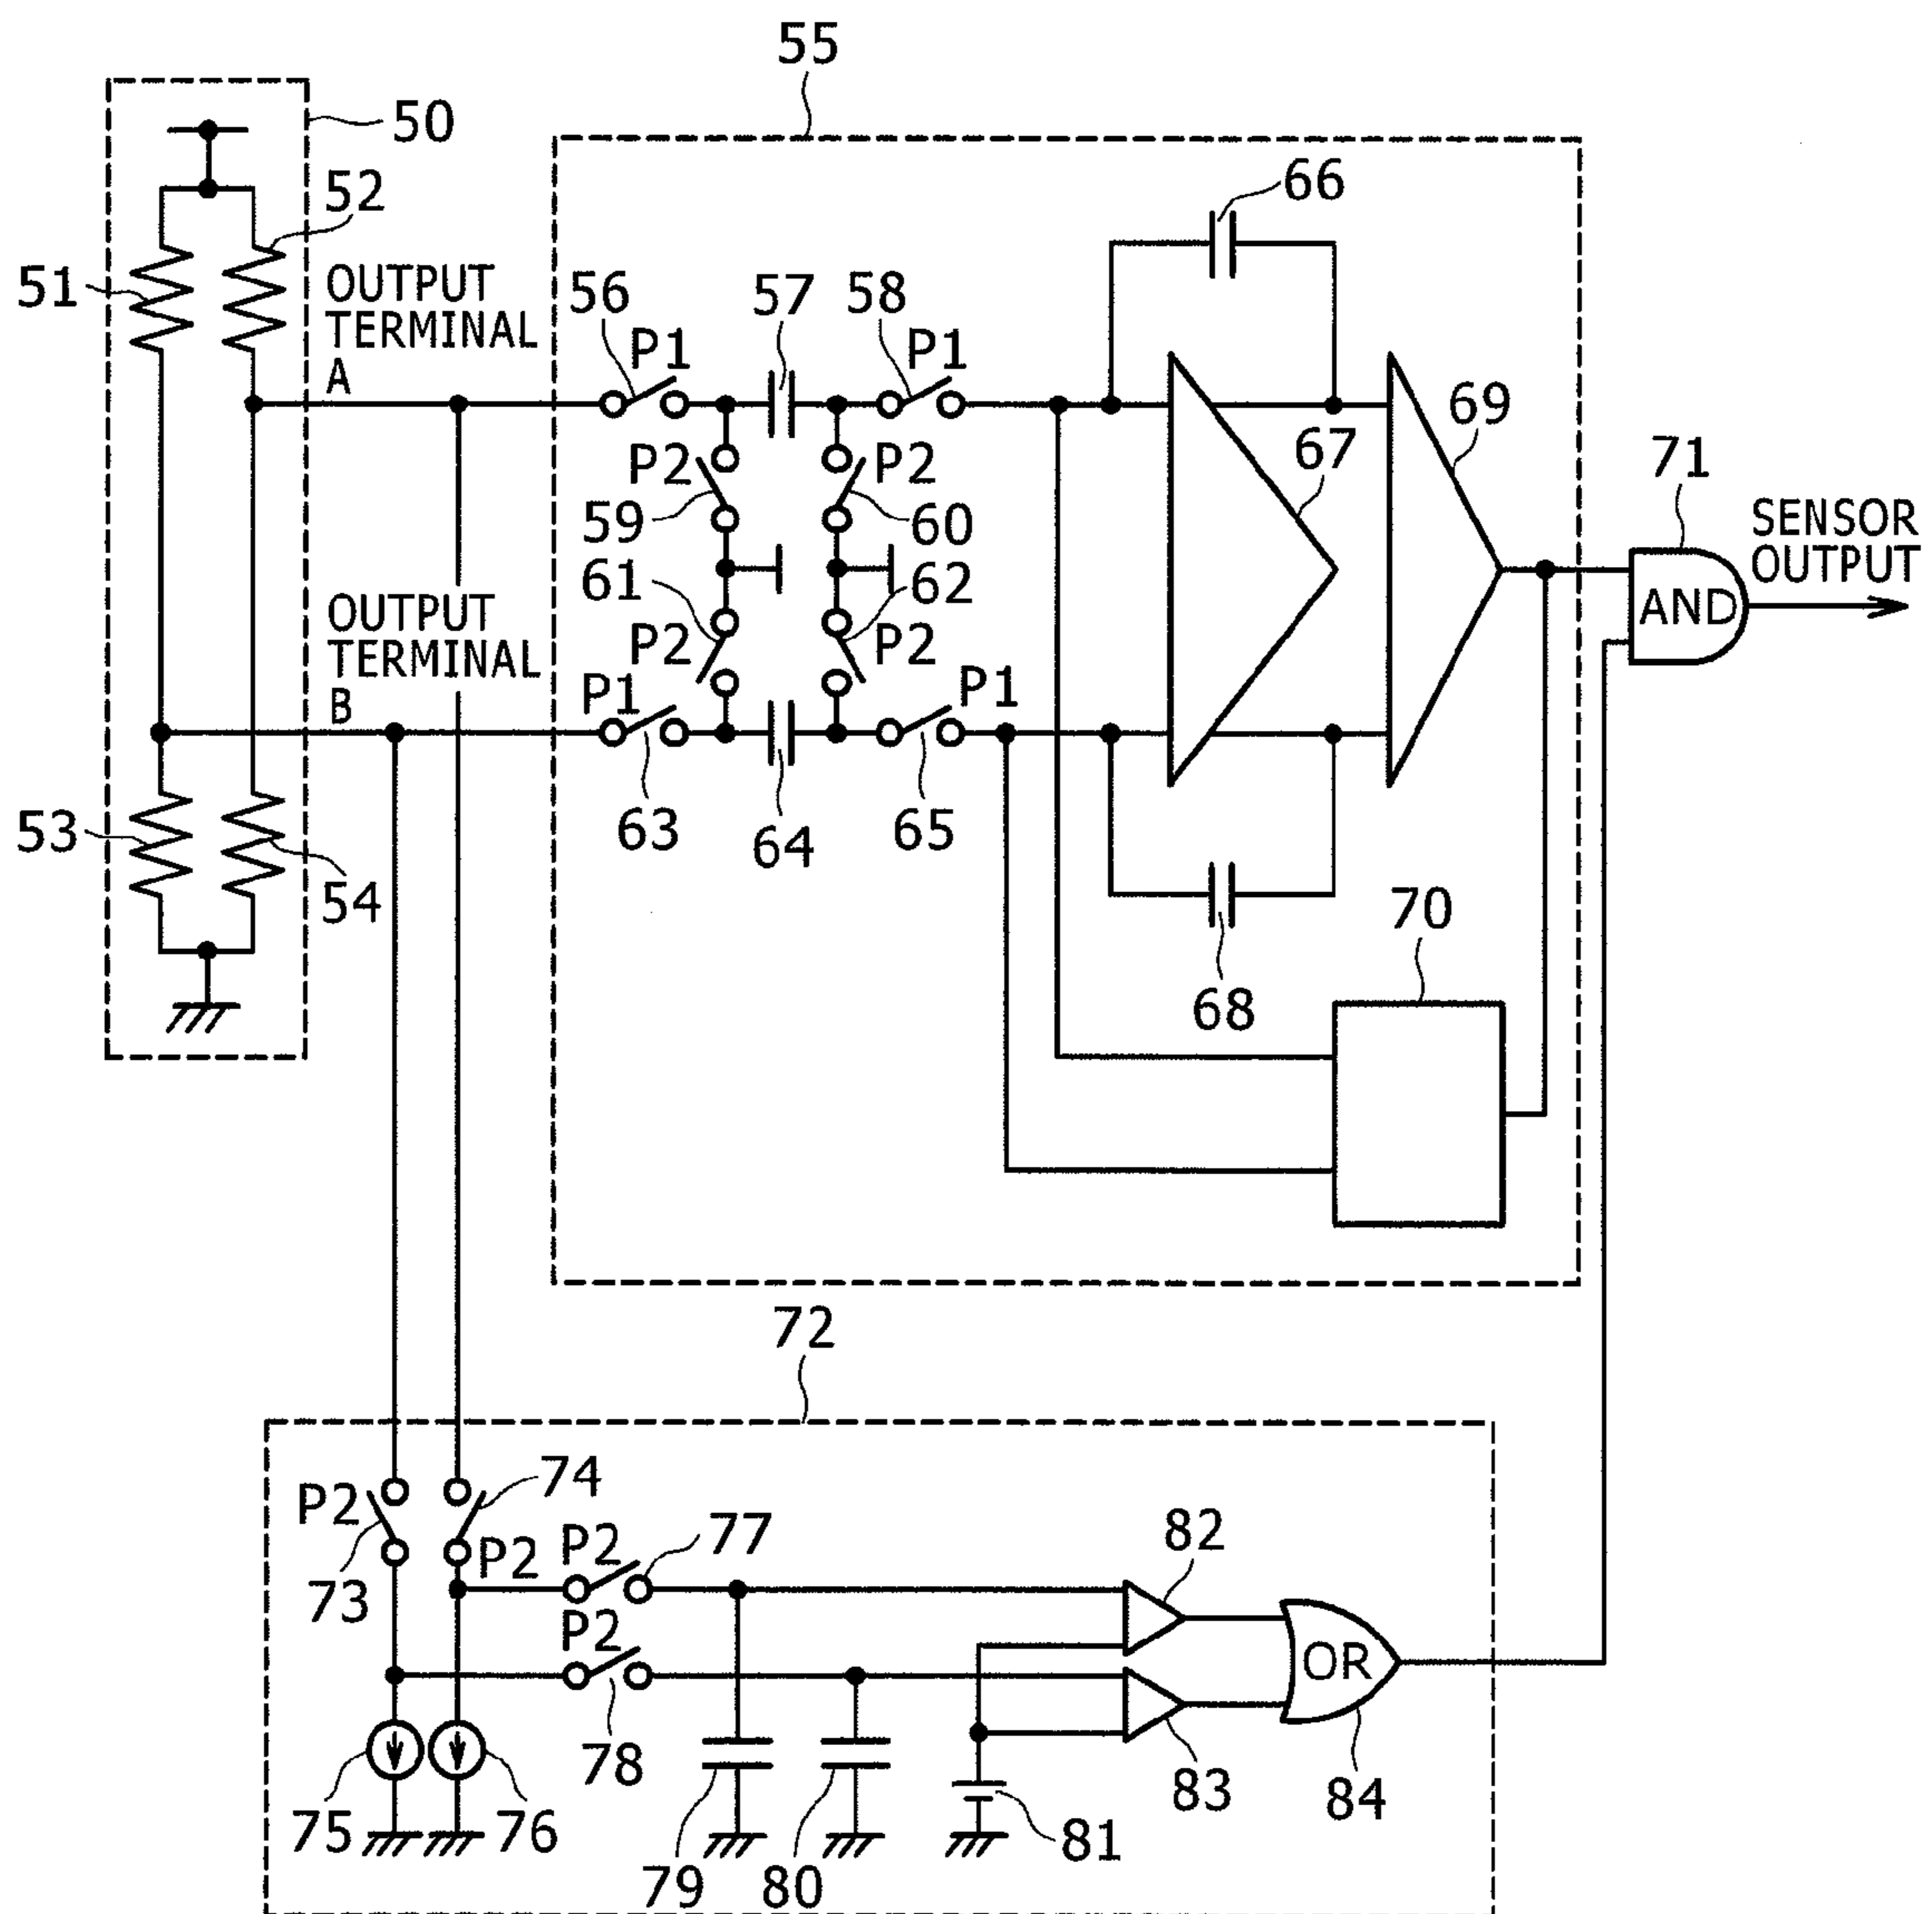 55
50
66
52
OUTPUT
TERMINAL
A
51
56
57
58
P1
P1
69
67
71
P2
P2
59
60
SENSOR
OUTPUT
61
62
AND
OUTPUT
TERMINAL
B
P2
P2
P1
P1
63
64
65
53
54
70
68
72
74
P2
77
P2
82
P2
73
P2
OR
78
75
76
79
80
81
83
84